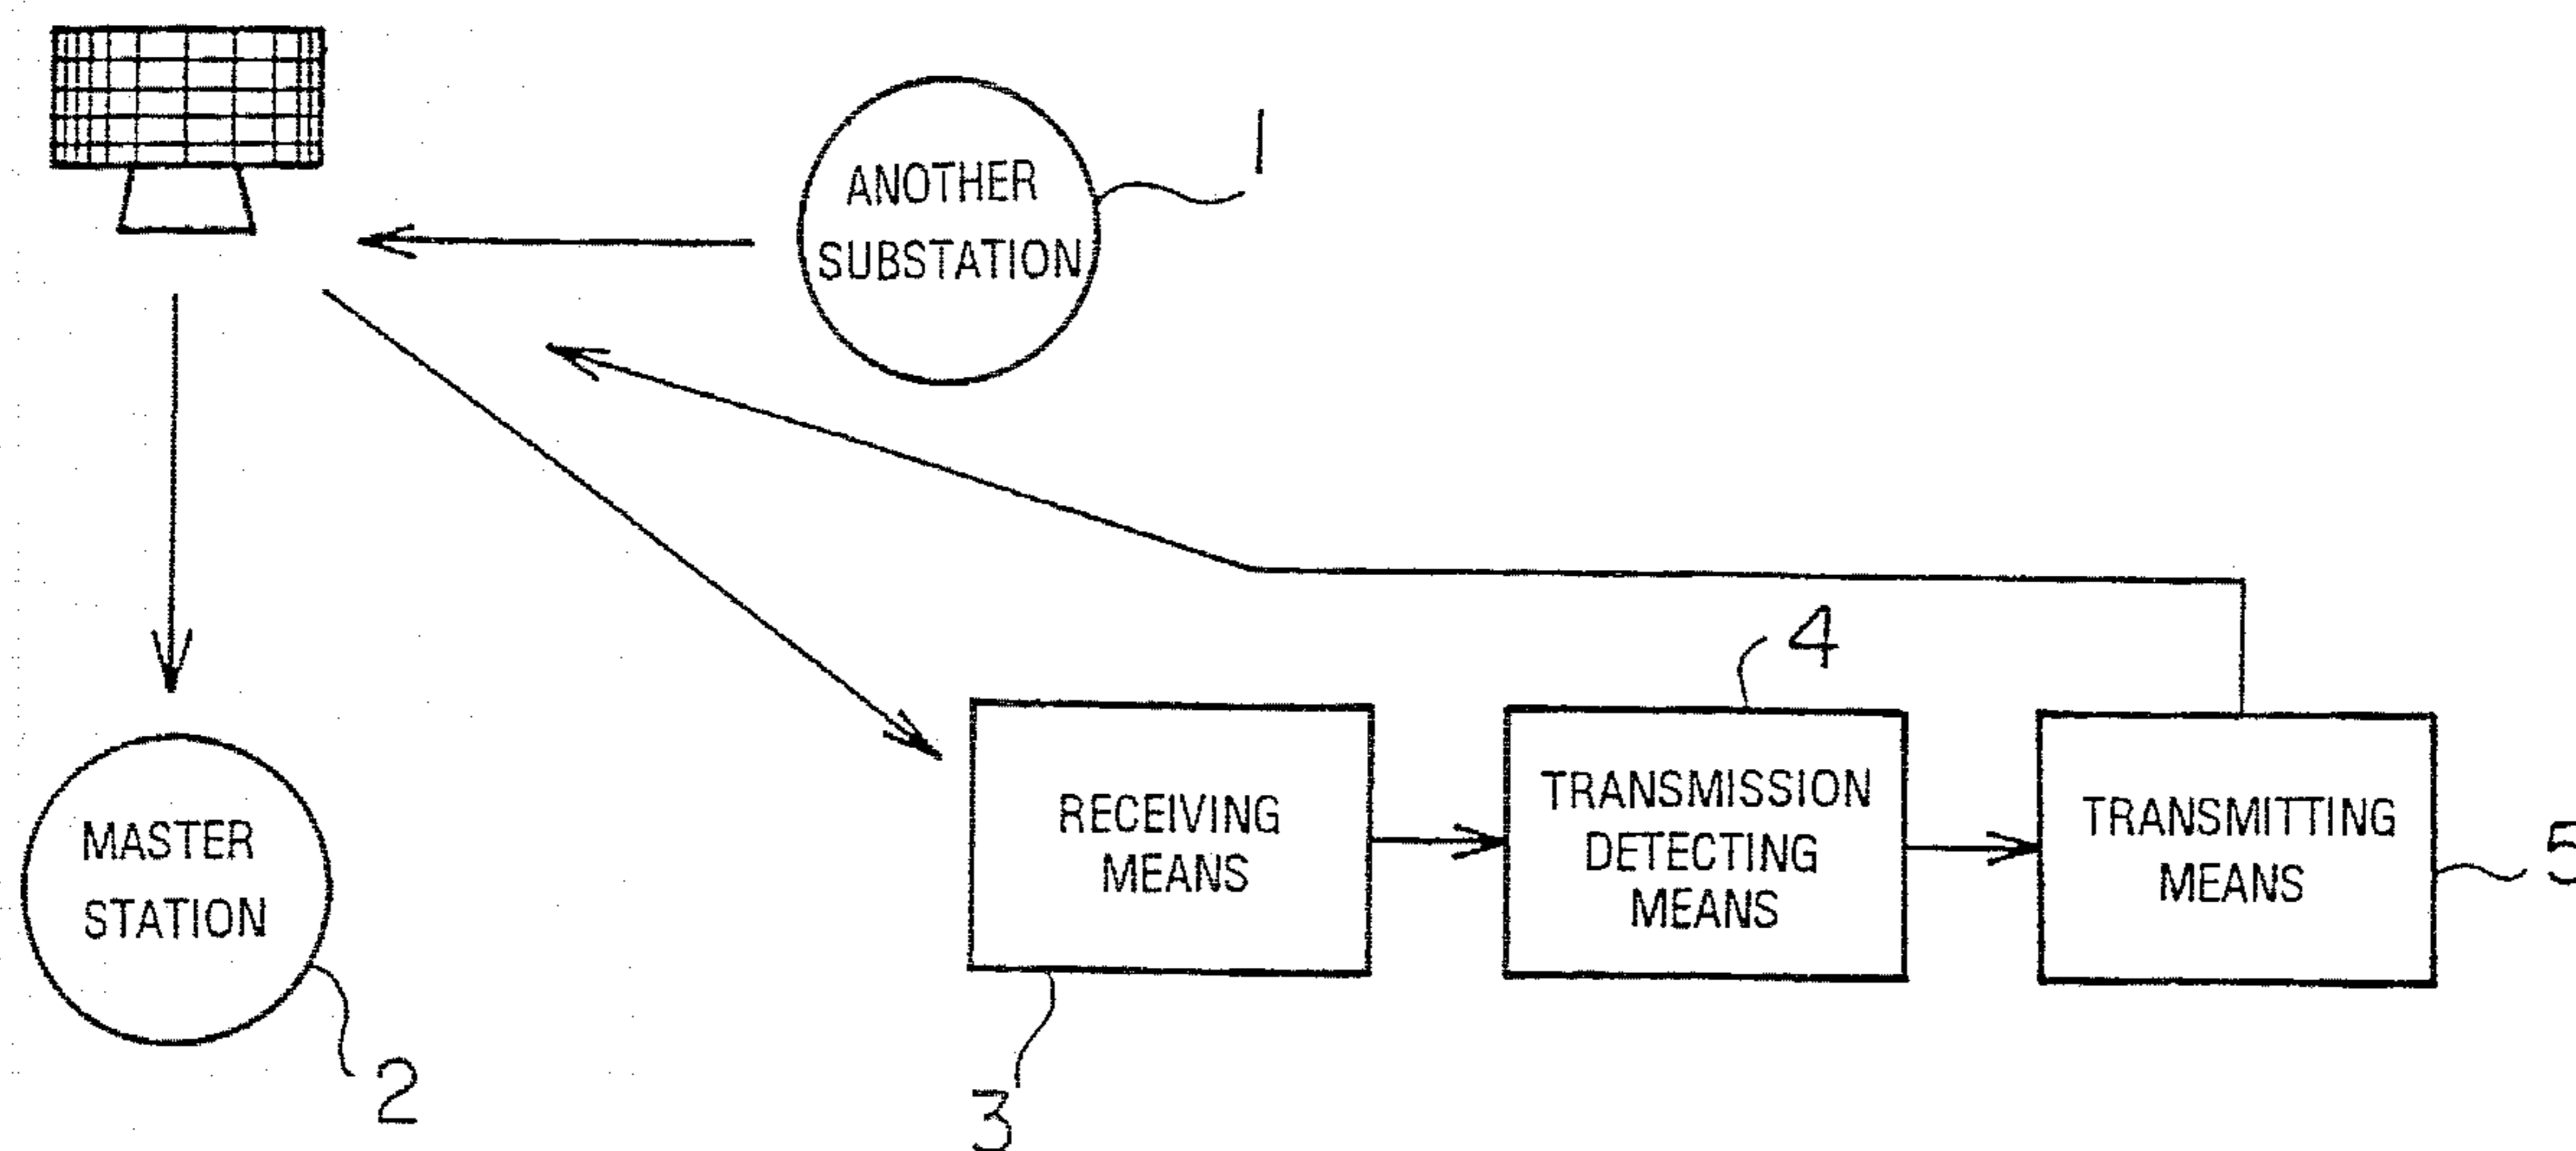 ANOTHER
SUBSTATION
1
4
MASTER
STATION
2
RECEIVING
MEANS
3
TRANSMISSION
DETECTING
MEANS
TRANSMITTING
MEANS
5